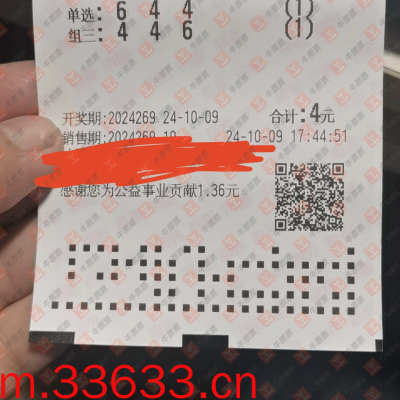 单选: 6 4 4 (1)
组三: 4 4 6 (1)
开奖期:2024269 24-10-09 合计:4元
销售期:2024269 24-10-09 17:44:51
感谢您为公益事业贡献1.36元
m.33633.cn